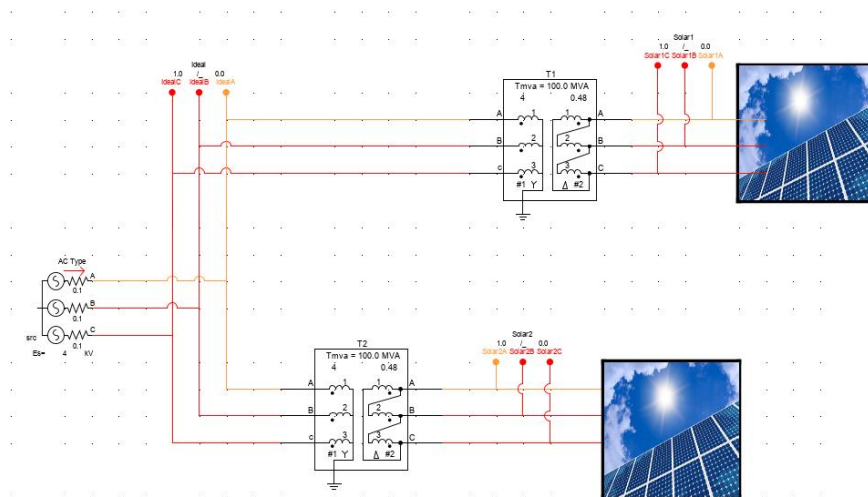 Solar1
1.0 /_ 0.0
Solar1C Solar1B Solar1A
Ideal
1.0 /_ 0.0
IdealC IdealB IdealA
T1
Tmva = 100.0 MVA
4 0.48
A 1 1 A
B 2 2 B
c 3 3 C
#1 Y Δ #2
AC Type
A
0.1
B
0.1
C
0.1
src
Es= 4 kV
T2
Tmva = 100.0 MVA
4 0.48
A 1 1 A
B 2 2 B
c 3 3 C
#1 Y Δ #2
Solar2
1.0 /_ 0.0
Solar2A Solar2B Solar2C